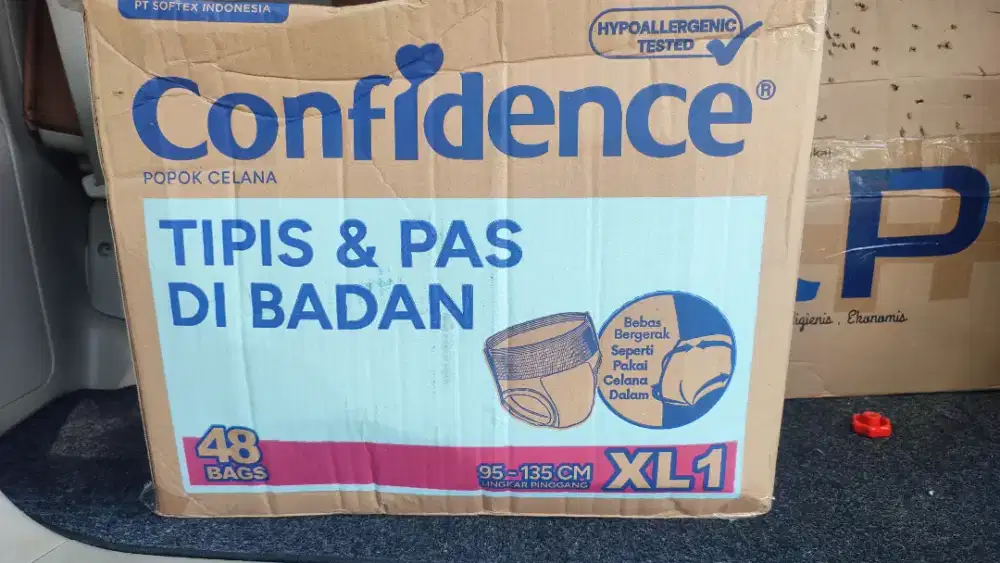 PT SOFTEX INDONESIA
HYPOALLERGENIC
TESTED
Confidence®
POPOK CELANA
TIPIS & PAS
DI BADAN
Bebas
Bergerak
Seperti
Pakai
Celana
Dalam
48
BAGS
95-135 CM
LINGKAR PINGGANG
XL1
P
, Ekonomis